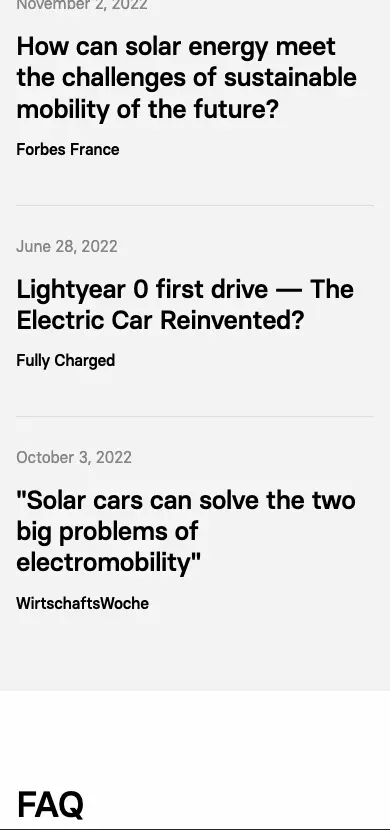 November 2, 2022
How can solar energy meet
the challenges of sustainable
mobility of the future?
Forbes France
June 28, 2022
Lightyear 0 first drive — The
Electric Car Reinvented?
Fully Charged
October 3, 2022
"Solar cars can solve the two
big problems of
electromobility"
WirtschaftsWoche
FAQ